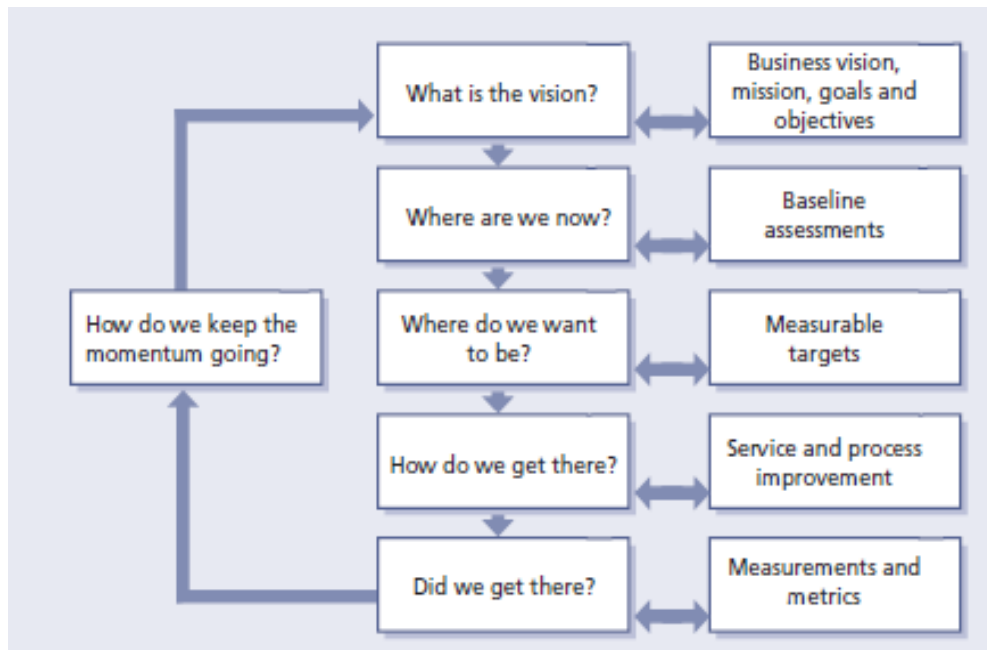 What is the vision?
Business vision,
mission, goals and
objectives
Where are we now?
Baseline
assessments
How do we keep the
momentum going?
Where do we want
to be?
Measurable
targets
How do we get there?
Service and process
improvement
Did we get there?
Measurements and
metrics